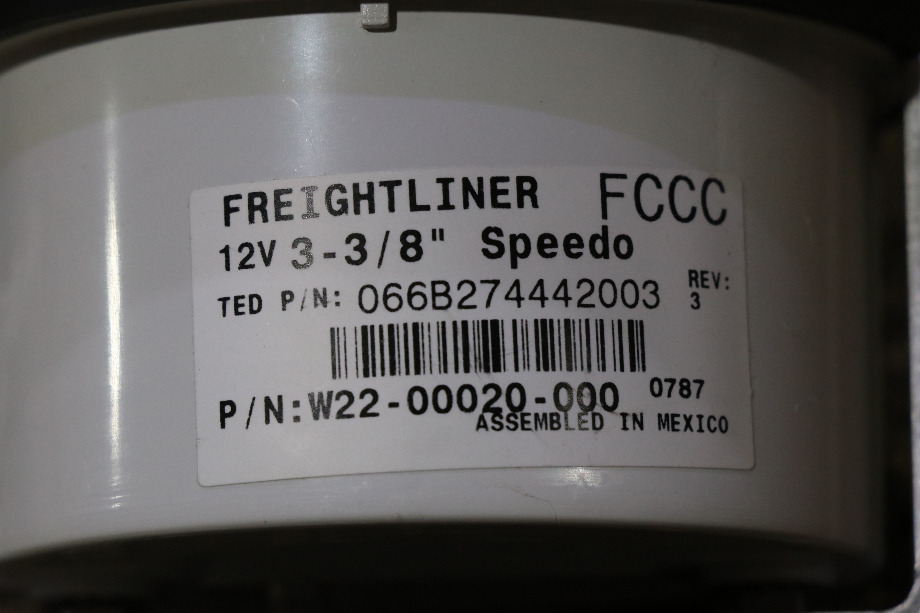 FREIGHTLINER FCCC
12V 3-3/8" Speedo
TED P/N: 066B274442003 REV: 3
P/N:W22-00020-000 0787
ASSEMBLED IN MEXICO